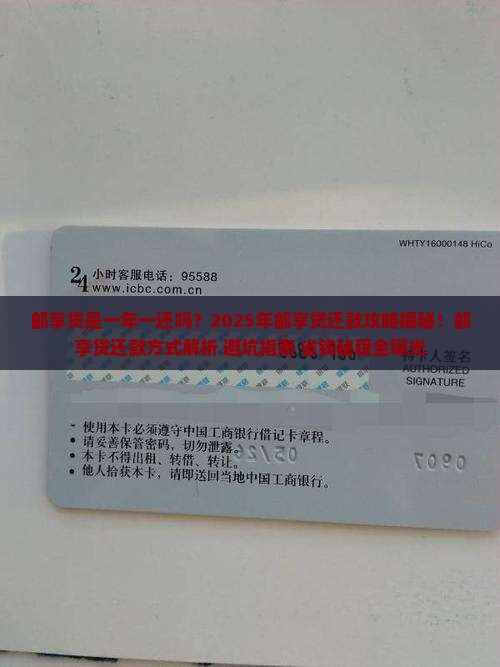 WHTY16000148 HiCo
24小时客服电话：95588
www.icbc.com.cn
邮享贷是一年一还吗？2025年邮享贷还款攻略揭秘！邮
享贷还款方式解析,避坑指南,省钱秘籍全曝光
持卡人签名
AUTHORIZED
SIGNATURE
- 使用本卡必须遵守中国工商银行借记卡章程。
• 请妥善保管密码，切勿泄露。
• 本卡不得出租、转借、转让。
• 他人拾获本卡，请即送回当地中国工商银行。
05/26
0907